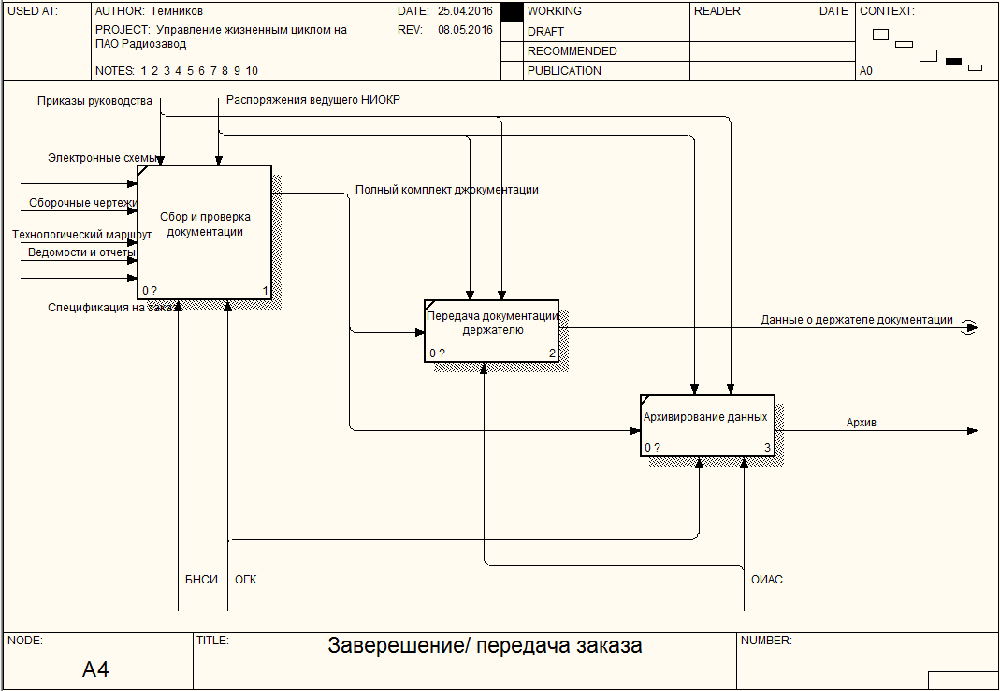 USED AT:
AUTHOR: Темников
DATE: 25.04.2016
REV: 08.05.2016
PROJECT: Управление жизненным циклом на
ПАО Радиозавод
NOTES: 1 2 3 4 5 6 7 8 9 10
WORKING
DRAFT
RECOMMENDED
PUBLICATION
READER DATE
CONTEXT:
A0
Приказы руководства
Распоряжения ведущего НИОКР
Электронные схемы
Сборочные чертежи
Технологический маршрут
Ведомости и отчеты
Спецификация на заказ
Сбор и проверка
документации
0 ? 1
Полный комплект джокументации
Передача документации
держателю
0 ? 2
Данные о держателе документации
Архивирование данных
0 ? 3
Архив
БНСИ
ОГК
ОИАС
NODE:
A4
TITLE:
Заверешение/ передача заказа
NUMBER: